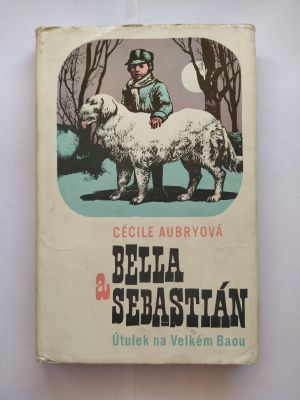 CÉCILE AUBRYOVÁ
BELLA
a SEBASTIÁN
Útulek na Velkém Baou